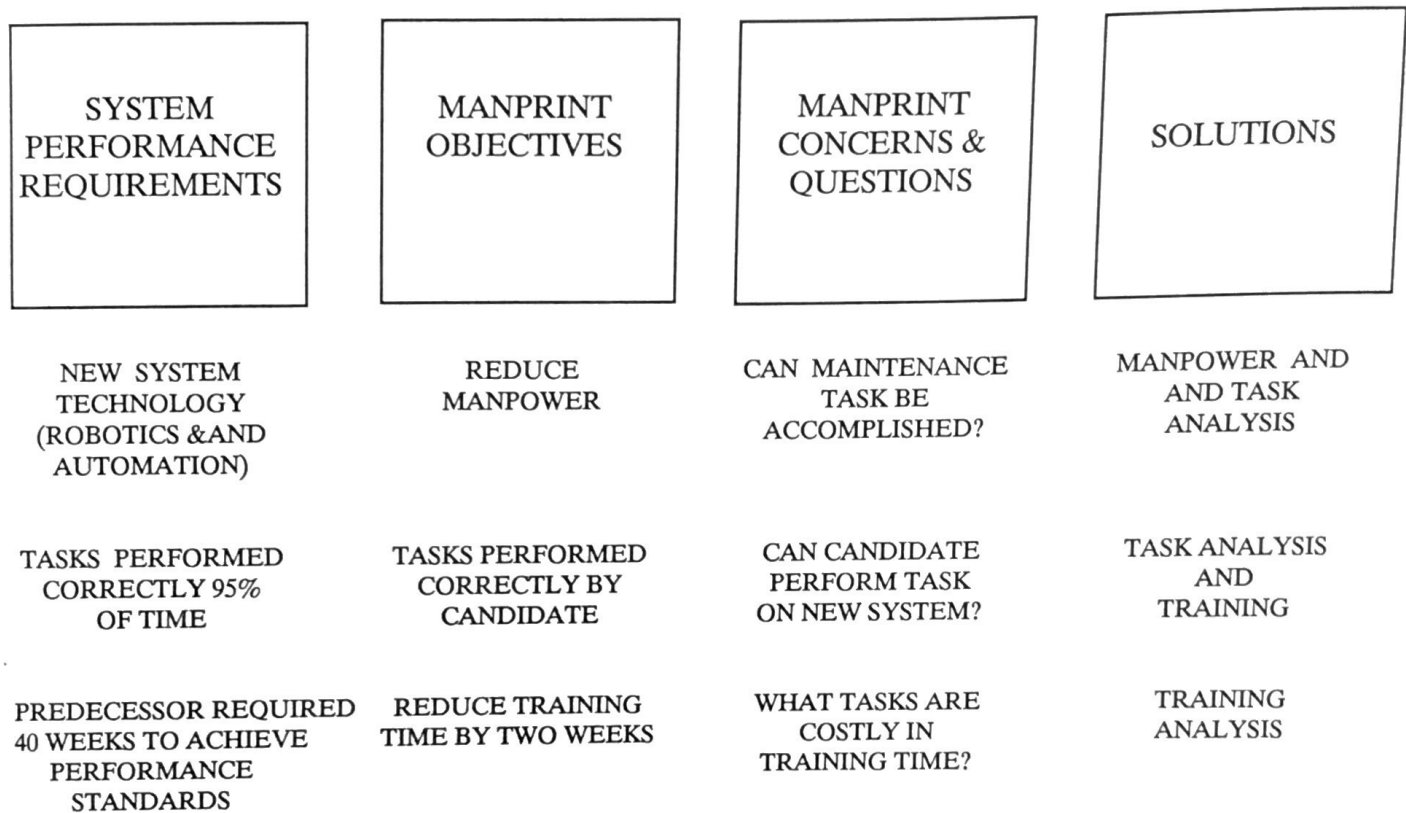 SYSTEM
PERFORMANCE
REQUIREMENTS
MANPRINT
OBJECTIVES
MANPRINT
CONCERNS &
QUESTIONS
SOLUTIONS
NEW SYSTEM
TECHNOLOGY
(ROBOTICS &AND
AUTOMATION)
REDUCE
MANPOWER
CAN MAINTENANCE
TASK BE
ACCOMPLISHED?
MANPOWER AND
AND TASK
ANALYSIS
TASKS PERFORMED
CORRECTLY 95%
OF TIME
TASKS PERFORMED
CORRECTLY BY
CANDIDATE
CAN CANDIDATE
PERFORM TASK
ON NEW SYSTEM?
TASK ANALYSIS
AND
TRAINING
PREDECESSOR REQUIRED
40 WEEKS TO ACHIEVE
PERFORMANCE
STANDARDS
REDUCE TRAINING
TIME BY TWO WEEKS
WHAT TASKS ARE
COSTLY IN
TRAINING TIME?
TRAINING
ANALYSIS